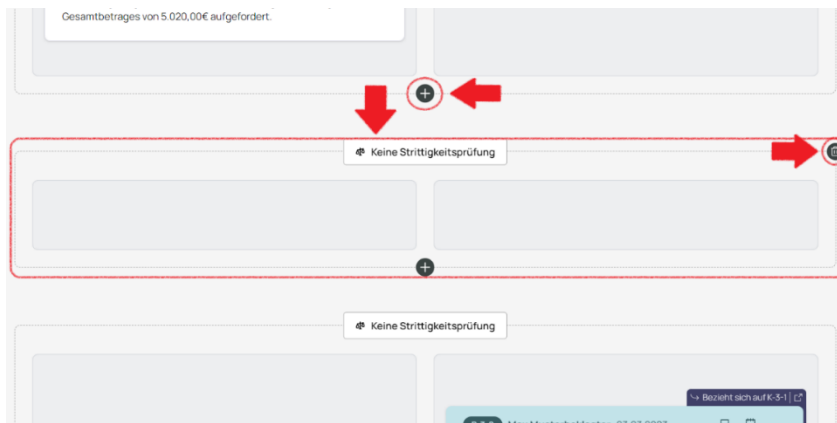 Gesamtbetrages von 5.020,00€ aufgefordert.
Keine Strittigkeitsprüfung
Keine Strittigkeitsprüfung
Bezieht sich auf K-3-1